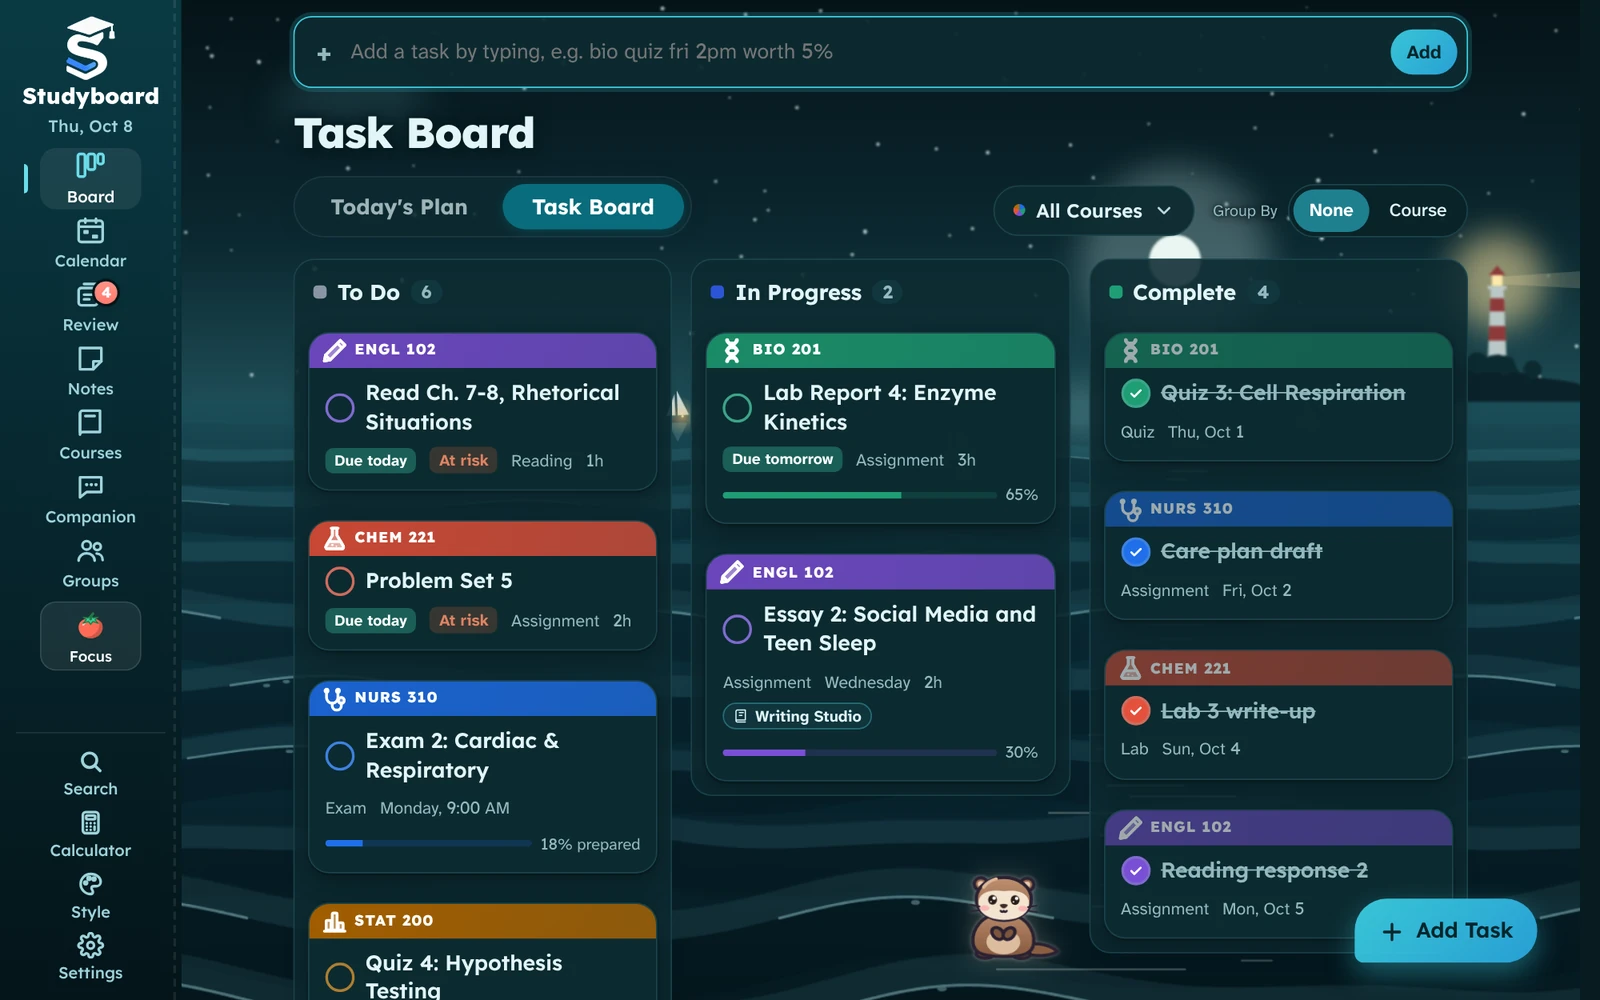 Studyboard
Thu, Oct 8
Board
Calendar
4
Review
Notes
Courses
Companion
Groups
Focus
Search
Calculator
Style
Settings
+ Add a task by typing, e.g. bio quiz fri 2pm worth 5%
Add
Task Board
Today's Plan
Task Board
All Courses
Group By
None
Course
To Do 6
ENGL 102
Read Ch. 7-8, Rhetorical
Situations
Due today At risk Reading 1h
CHEM 221
Problem Set 5
Due today At risk Assignment 2h
NURS 310
Exam 2: Cardiac &
Respiratory
Exam Monday, 9:00 AM
18% prepared
STAT 200
Quiz 4: Hypothesis
Testing
In Progress 2
BIO 201
Lab Report 4: Enzyme
Kinetics
Due tomorrow Assignment 3h
65%
ENGL 102
Essay 2: Social Media and
Teen Sleep
Assignment Wednesday 2h
Writing Studio
30%
Complete 4
BIO 201
Quiz 3: Cell Respiration
Quiz Thu, Oct 1
NURS 310
Care plan draft
Assignment Fri, Oct 2
CHEM 221
Lab 3 write-up
Lab Sun, Oct 4
ENGL 102
Reading response 2
Assignment Mon, Oct 5
+ Add Task